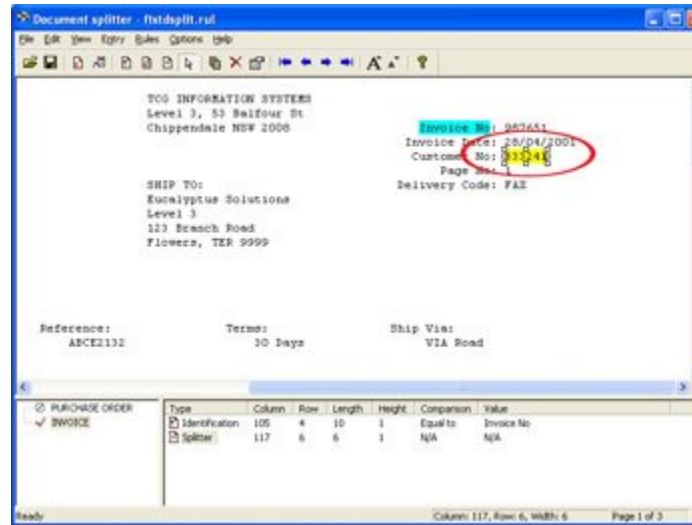 Document splitter - ftstdsplit.rul
File Edit View Entry Rules Options Help
TCG INFORMATION SYSTEMS
Level 3, 53 Balfour St
Chippendale NSW 2008
Invoice No: 987651
Invoice Date: 28/04/2001
Customer No: 333241
Page No: 1
SHIP TO: Delivery Code: FAX
Eucalyptus Solutions
Level 3
123 Branch Road
Flowers, TER 9999
Reference: Terms: Ship Via:
ABCE2132 30 Days VIA Road
PURCHASE ORDER
INVOICE
Type Column Row Length Height Comparison Value
Identification 105 4 10 1 Equal to Invoice No
Splitter 117 6 6 1 N/A N/A
Ready Column: 117, Row: 6, Width: 6 Page 1 of 3